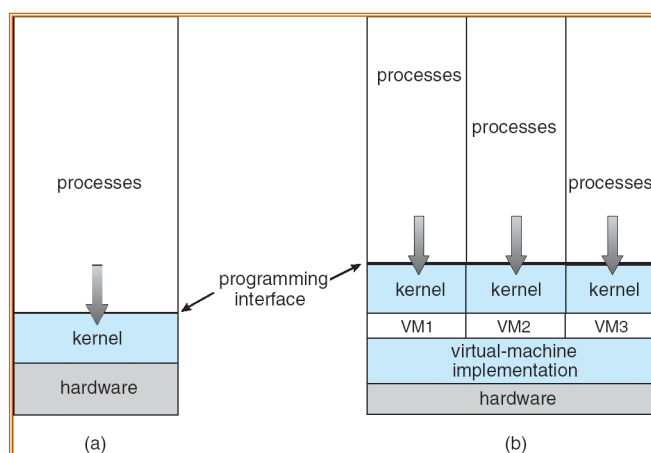 processes
kernel
hardware
(a)
programming
interface
processes
processes
processes
kernel
kernel
kernel
VM1
VM2
VM3
virtual-machine
implementation
hardware
(b)